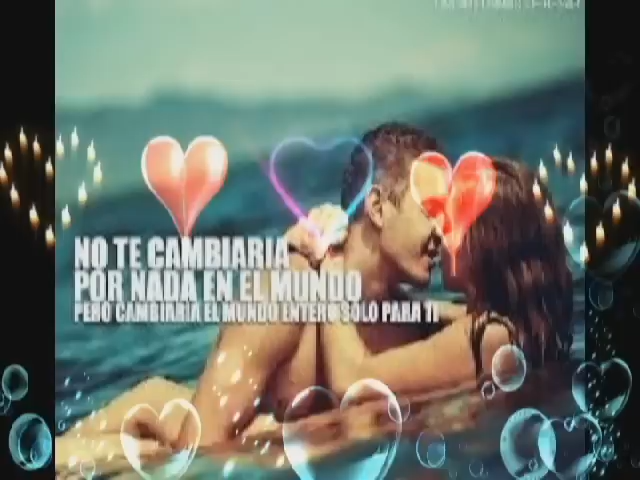 NO TE CAMBIARIA
POR NADA EN EL MUNDO
PERO CAMBIARIA EL MUNDO ENTERO SOLO PARA TI